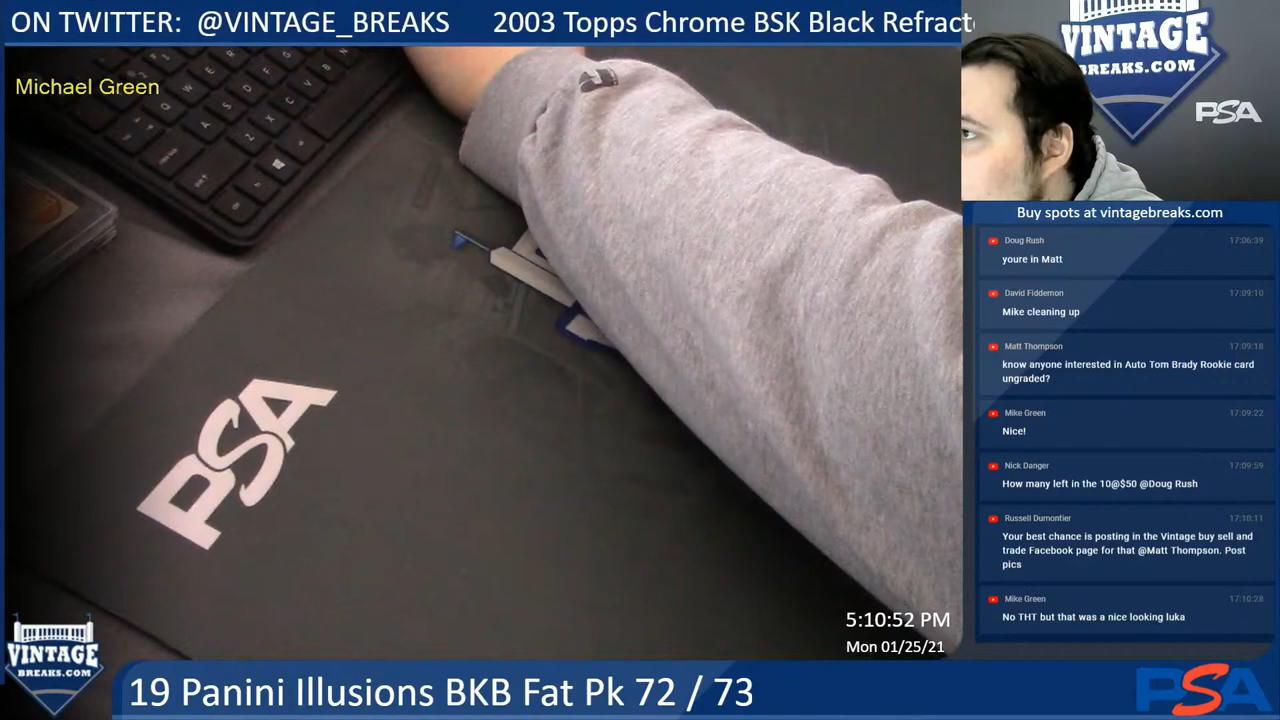 ON TWITTER: @VINTAGE_BREAKS 2003 Topps Chrome BSK Black Refract
VINTAGE
BREAKS.COM
PSA
Michael Green
Buy spots at vintagebreaks.com
Doug Rush 17:06:39
youre in Matt
David Fiddemon 17:09:10
Mike cleaning up
Matt Thompson 17:09:18
know anyone interested in Auto Tom Brady Rookie card
ungraded?
Mike Green 17:09:22
Nice!
Nick Danger 17:09:59
How many left in the 10@$50 @Doug Rush
Russell Dumontier 17:10:11
Your best chance is posting in the Vintage buy sell and
trade Facebook page for that @Matt Thompson. Post
pics
Mike Green 17:10:28
No THT but that was a nice looking luka
PSA
5:10:52 PM
Mon 01/25/21
VINTAGE
BREAKS.COM
19 Panini Illusions BKB Fat Pk 72 / 73
PSA